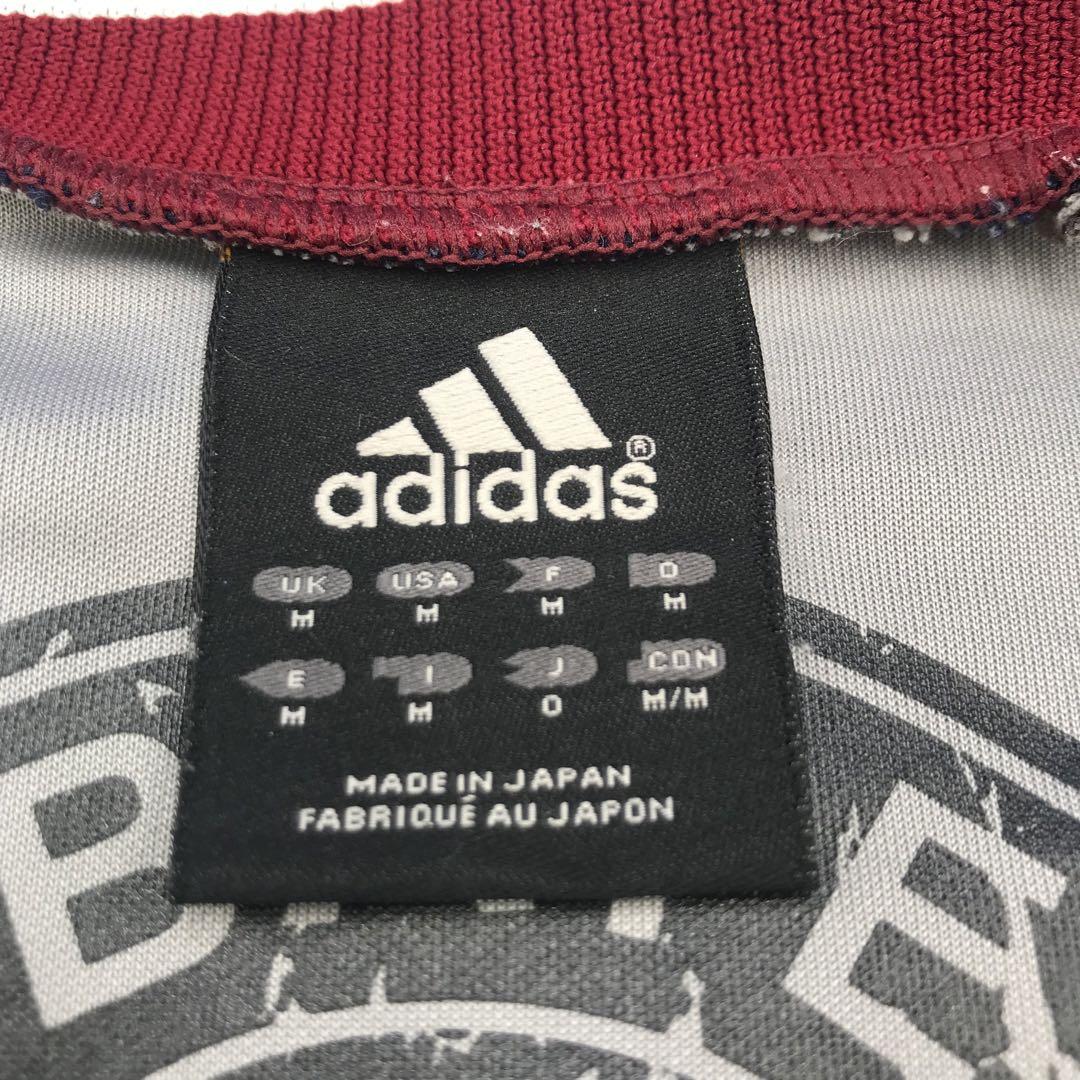 adidas®
UK USA F D
M M M M
E I J CDN
M M O M/M
MADE IN JAPAN
FABRIQUÉ AU JAPON
B